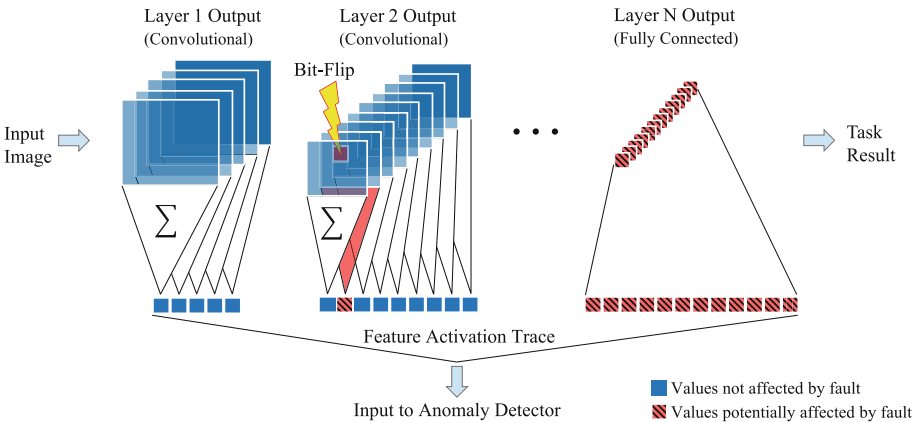 Layer 1 Output
(Convolutional)
Layer 2 Output
(Convolutional)
Layer N Output
(Fully Connected)
Bit-Flip
Input
Image
Σ
Σ
• • •
Task
Result
Feature Activation Trace
Input to Anomaly Detector
Values not affected by fault
Values potentially affected by fault